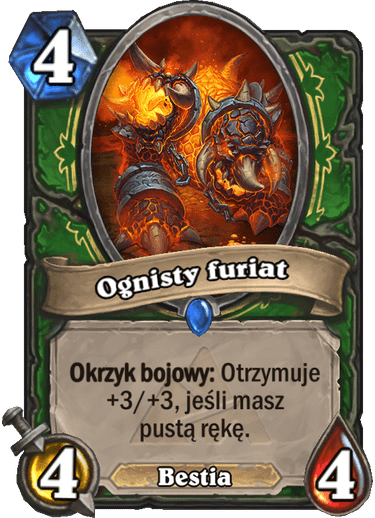 4
Ognisty furiat
Okrzyk bojowy: Otrzymuje
+3/+3, jeśli masz
pustą rękę.
4
Bestia
4